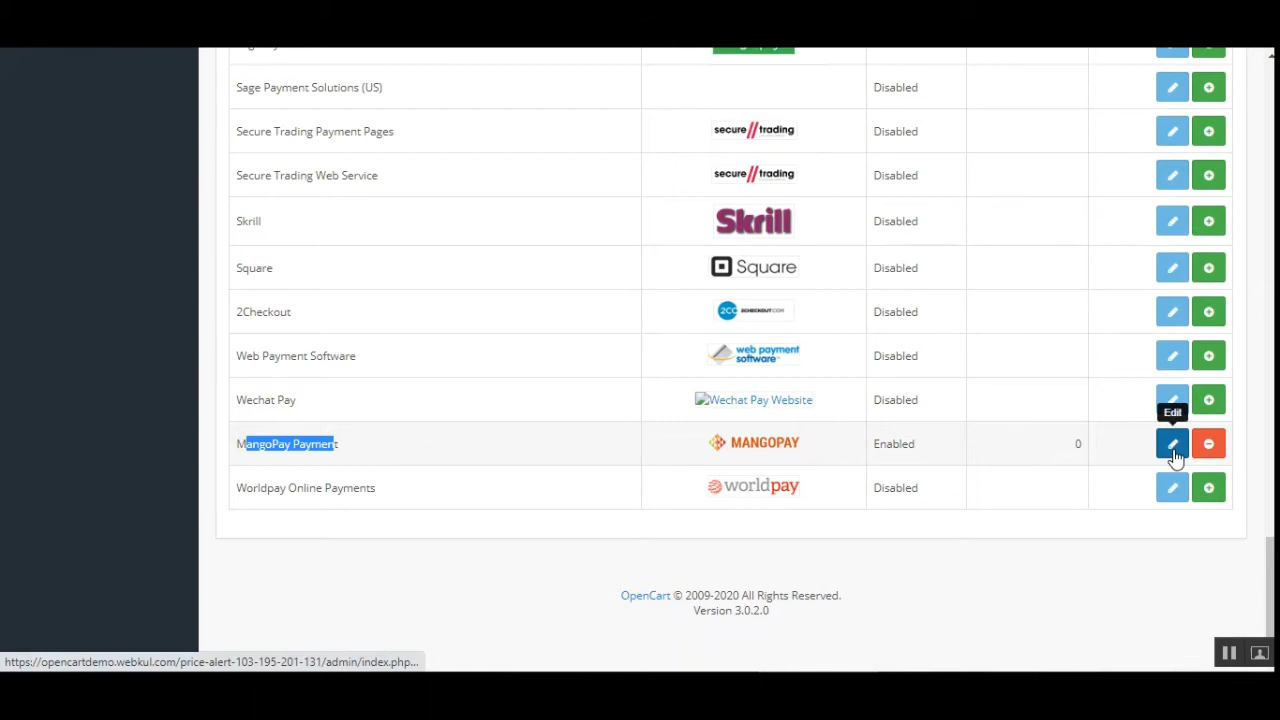 Sage Payment Solutions (US) Disabled
Secure Trading Payment Pages secure//trading Disabled
Secure Trading Web Service secure//trading Disabled
Skrill Skrill Disabled
Square Square Disabled
2Checkout 2CO 2CHECKOUT.COM Disabled
Web Payment Software web payment software Disabled
Wechat Pay Wechat Pay Website Disabled
Edit
MangoPay Payment MANGOPAY Enabled 0
Worldpay Online Payments worldpay Disabled
OpenCart © 2009-2020 All Rights Reserved.
Version 3.0.2.0
https://opencartdemo.webkul.com/price-alert-103-195-201-131/admin/index.php...